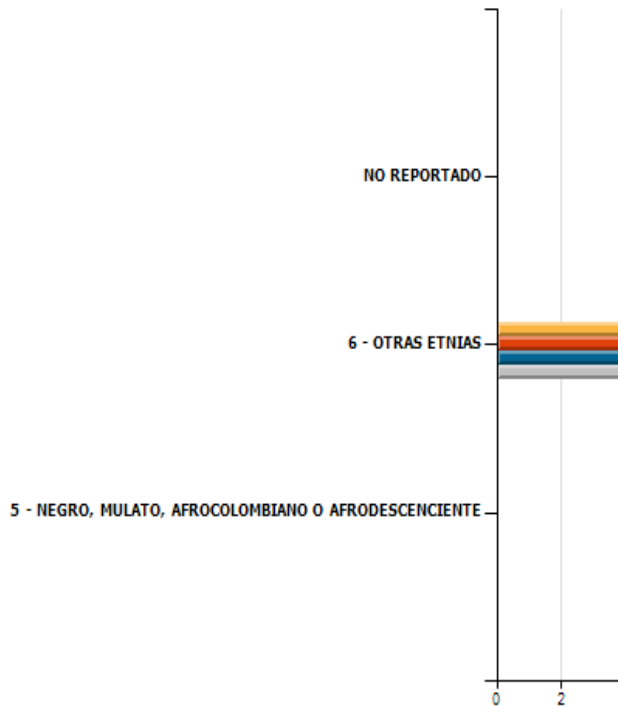 NO REPORTADO
6 - OTRAS ETNIAS
5 - NEGRO, MULATO, AFROCOLOMBIANO O AFRODESCENCIENTE
0 2